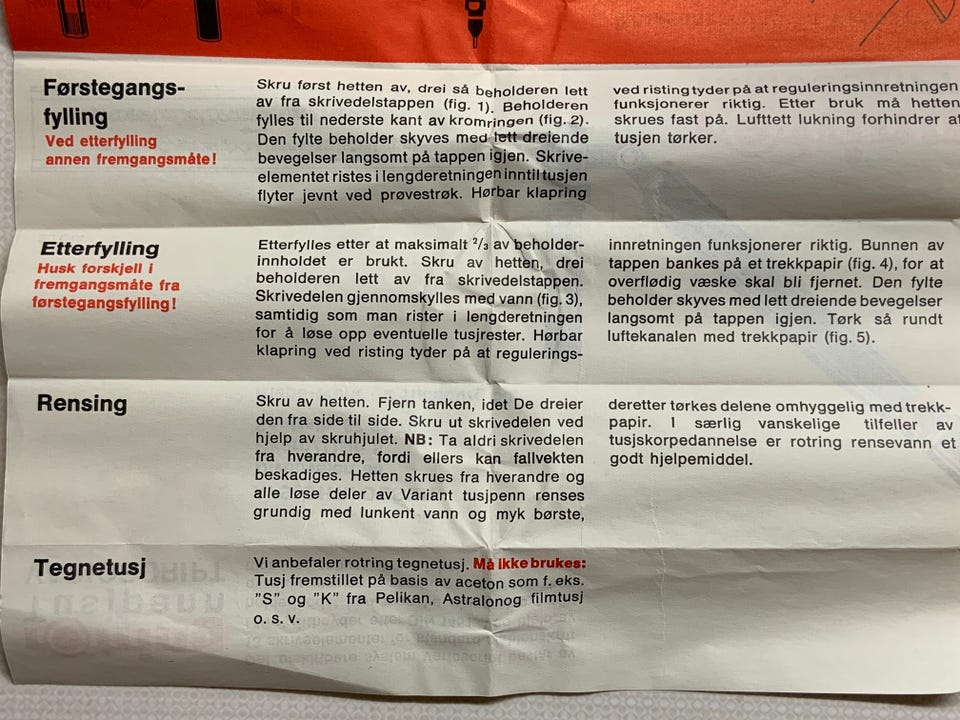 Førstegangs-
fylling
Ved etterfylling
annen fremgangsmåte!
Skru først hetten av, drei så beholderen lett
av fra skrivedelstappen (fig. 1). Beholderen
fylles til nederste kant av kromringen (fig. 2).
Den fylte beholder skyves med lett dreiende
bevegelser langsomt på tappen igjen. Skrive-
elementet ristes i lengderetningen inntil tusjen
flyter jevnt ved prøvestrøk. Hørbar klapring
ved risting tyder på at reguleringsinnretningen
funksjonerer riktig. Etter bruk må hetten
skrues fast på. Lufttett lukning forhindrer at
tusjen tørker.
Etterfylling
Husk forskjell i
fremgangsmåte fra
førstegangsfylling!
Etterfylles etter at maksimalt ²/₃ av beholder-
innholdet er brukt. Skru av hetten, drei
beholderen lett av fra skrivedelstappen.
Skrivedelen gjennomskylles med vann (fig. 3),
samtidig som man rister i lengderetningen
for å løse opp eventuelle tusjrester. Hørbar
klapring ved risting tyder på at regulerings-
innretningen funksjonerer riktig. Bunnen av
tappen bankes på et trekkpapir (fig. 4), for at
overflødig væske skal bli fjernet. Den fylte
beholder skyves med lett dreiende bevegelser
langsomt på tappen igjen. Tørk så rundt
luftekanalen med trekkpapir (fig. 5).
Rensing
Skru av hetten. Fjern tanken, idet De dreier
den fra side til side. Skru ut skrivedelen ved
hjelp av skruhjulet. NB: Ta aldri skrivedelen
fra hverandre, fordi ellers kan fallvekten
beskadiges. Hetten skrues fra hverandre og
alle løse deler av Variant tusjpenn renses
grundig med lunkent vann og myk børste,
deretter tørkes delene omhyggelig med trekk-
papir. I særlig vanskelige tilfeller av
tusjskorpedannelse er rotring rensevann et
godt hjelpemiddel.
Tegnetusj
Vi anbefaler rotring tegnetusj. Må ikke brukes:
Tusj fremstillet på basis av aceton som f. eks.
”S” og ”K” fra Pelikan, Astralonog filmtusj
o. s. v.